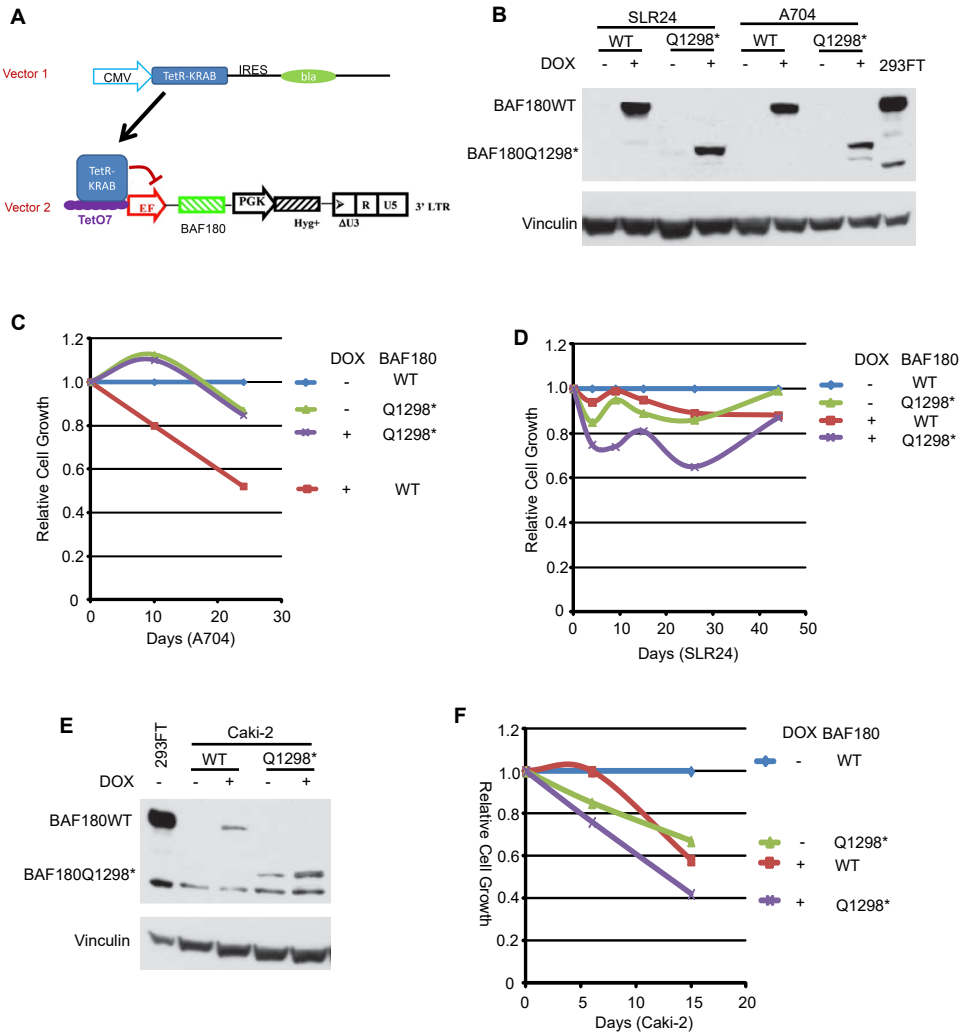 A
Vector 1
CMV
TetR-KRAB
IRES
bla
TetR-
KRAB
Vector 2
TetO7
EF
BAF180
PGK
Hyg+
ΔU3
R
U5
3’ LTR
B
SLR24 A704
WT Q1298* WT Q1298*
DOX - + - + - + - + 293FT
BAF180WT
BAF180Q1298*
Vinculin
C
Relative Cell Growth
1.2
1.0
0.8
0.6
0.4
0.2
0
0 10 20 30
Days (A704)
DOX BAF180
- WT
- Q1298*
+ Q1298*
+ WT
D
Relative Cell Growth
1.2
1.0
0.8
0.6
0.4
0.2
0
0 10 20 30 40 50
Days (SLR24)
DOX BAF180
- WT
- Q1298*
+ WT
+ Q1298*
E
293FT
Caki-2
WT Q1298*
DOX - - + - +
BAF180WT
BAF180Q1298*
Vinculin
F
Relative Cell Growth
1.2
1.0
0.8
0.6
0.4
0.2
0
0 5 10 15 20
Days (Caki-2)
DOX BAF180
- WT
- Q1298*
+ WT
+ Q1298*